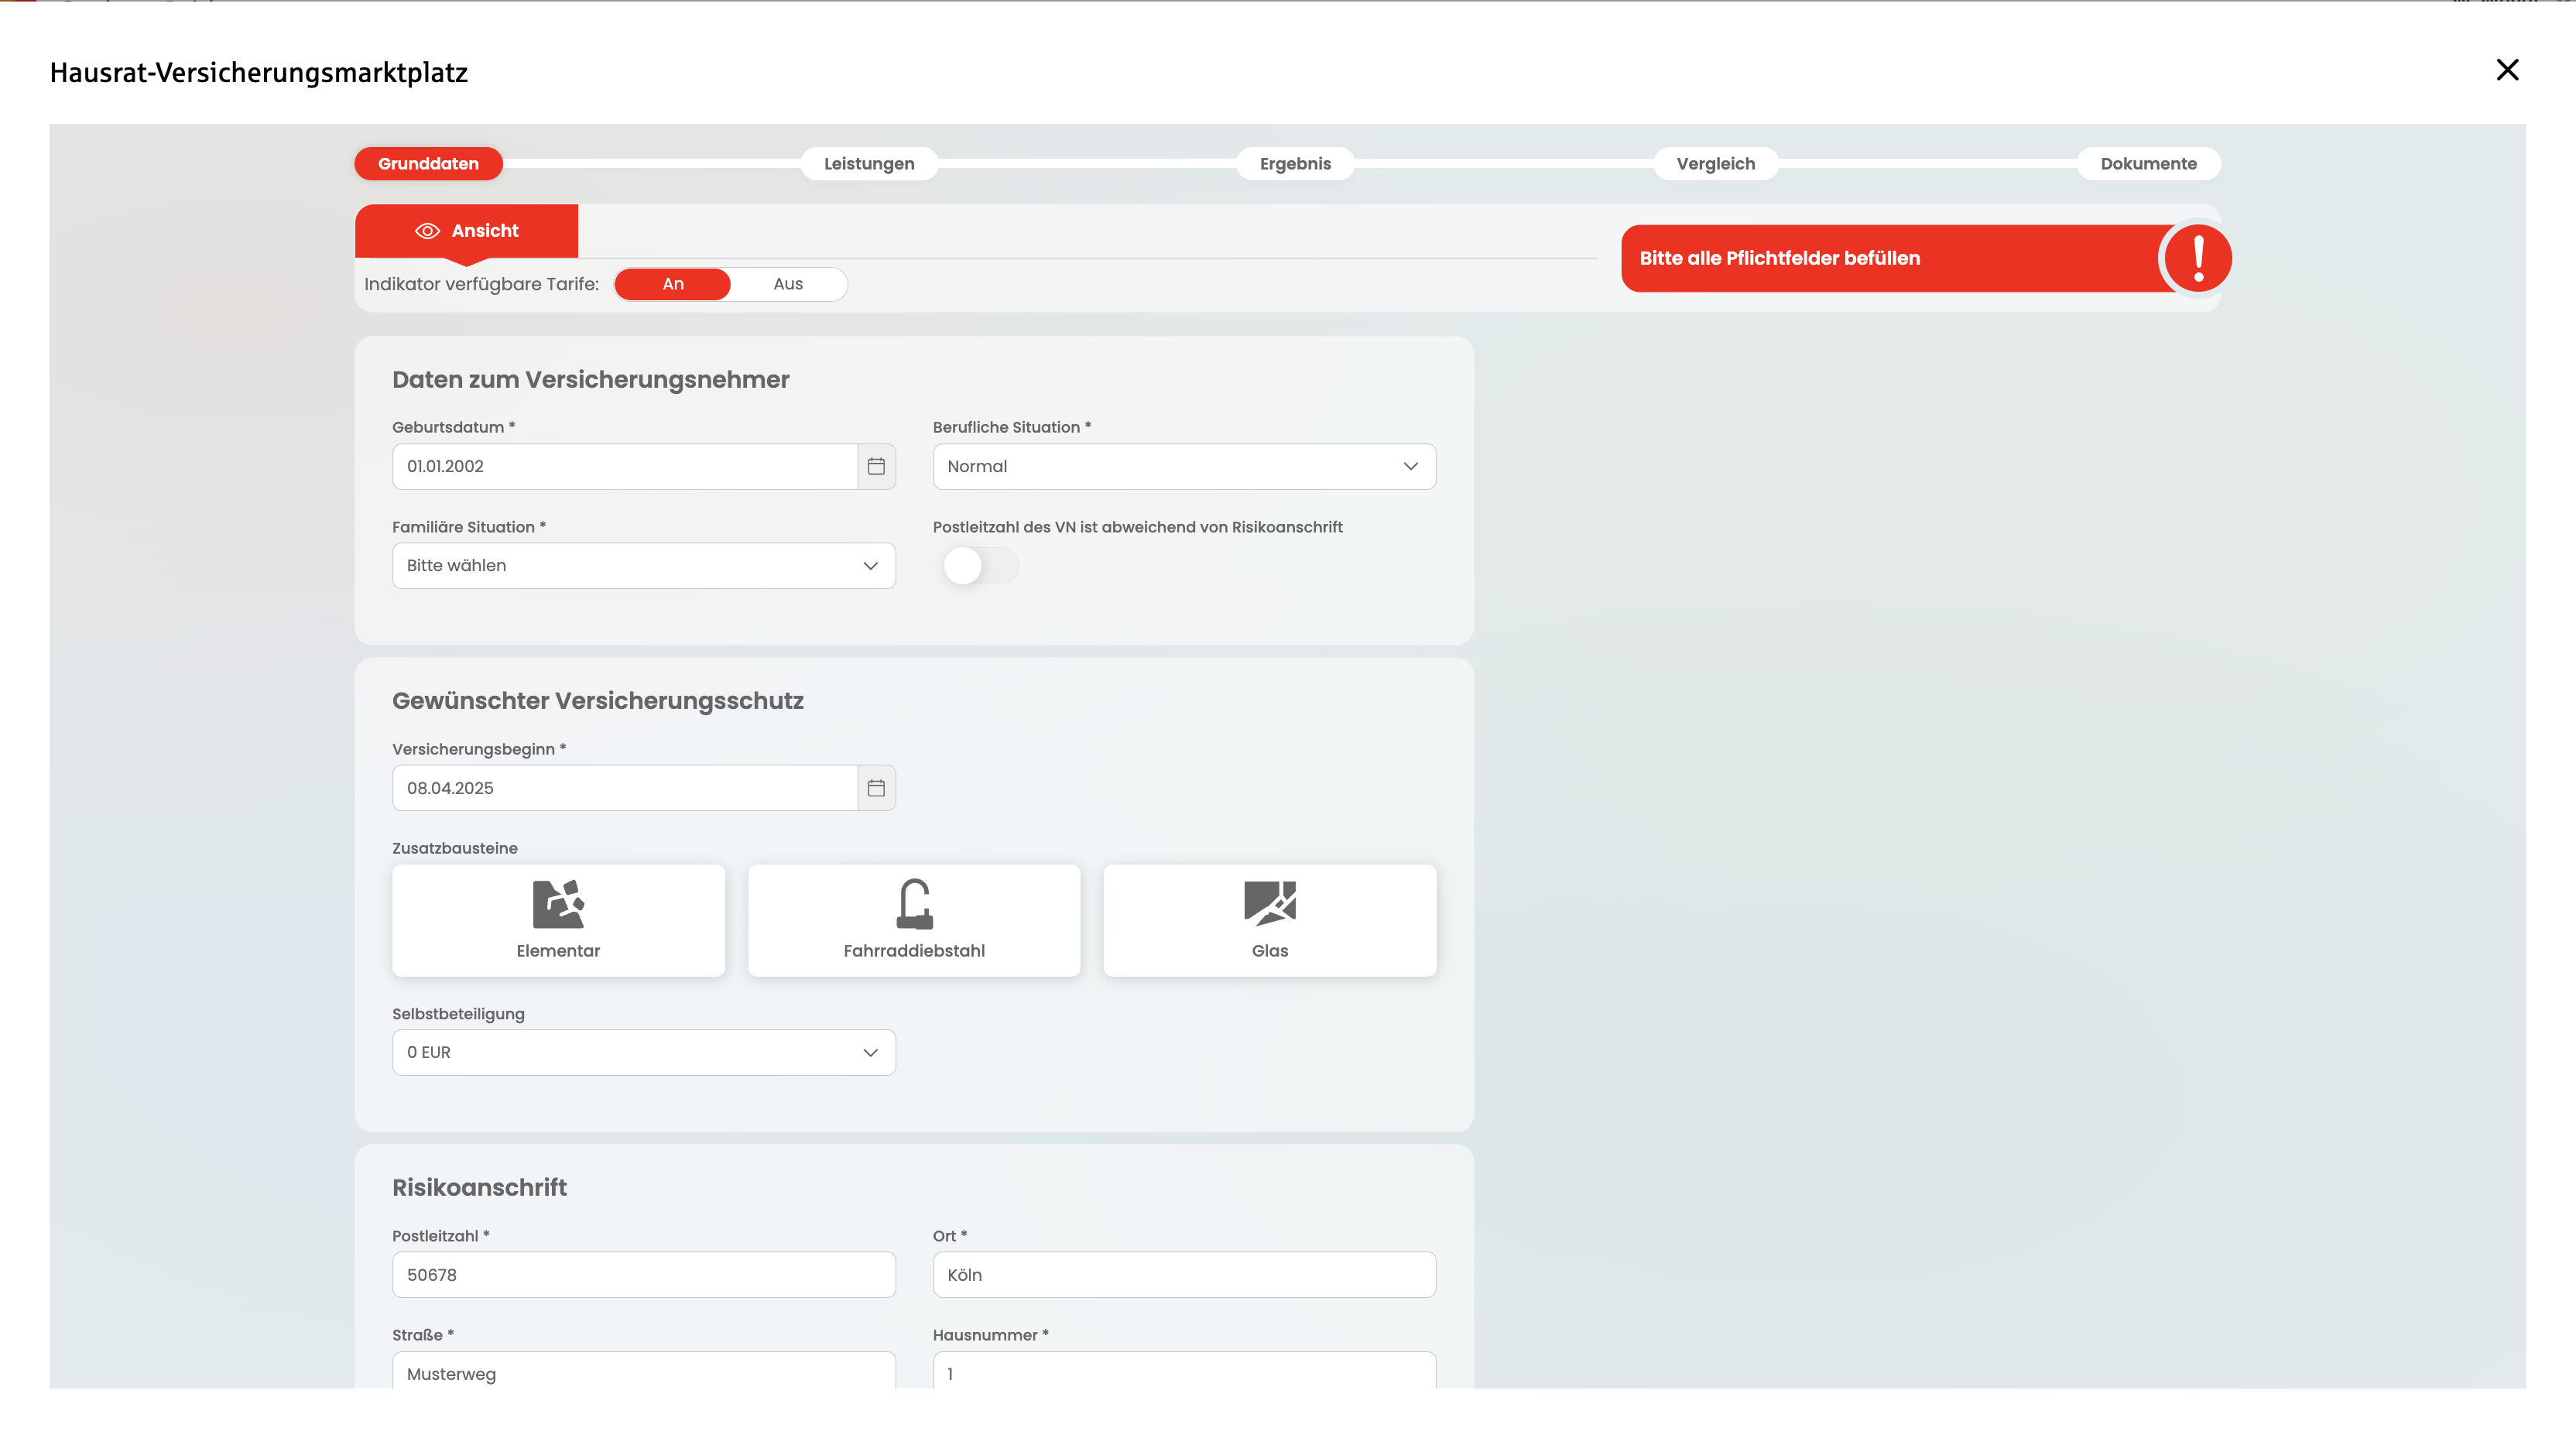 Hausrat-Versicherungsmarktplatz
Grunddaten
Leistungen
Ergebnis
Vergleich
Dokumente
Ansicht
Bitte alle Pflichtfelder befüllen
Indikator verfügbare Tarife:
An
Aus
Daten zum Versicherungsnehmer
Geburtsdatum *
Berufliche Situation *
01.01.2002
Normal
Familiäre Situation *
Postleitzahl des VN ist abweichend von Risikoanschrift
Bitte wählen
Gewünschter Versicherungsschutz
Versicherungsbeginn *
08.04.2025
Zusatzbausteine
Elementar
Fahrraddiebstahl
Glas
Selbstbeteiligung
0 EUR
Risikoanschrift
Postleitzahl *
Ort *
50678
Köln
Straße *
Hausnummer *
Musterweg
1